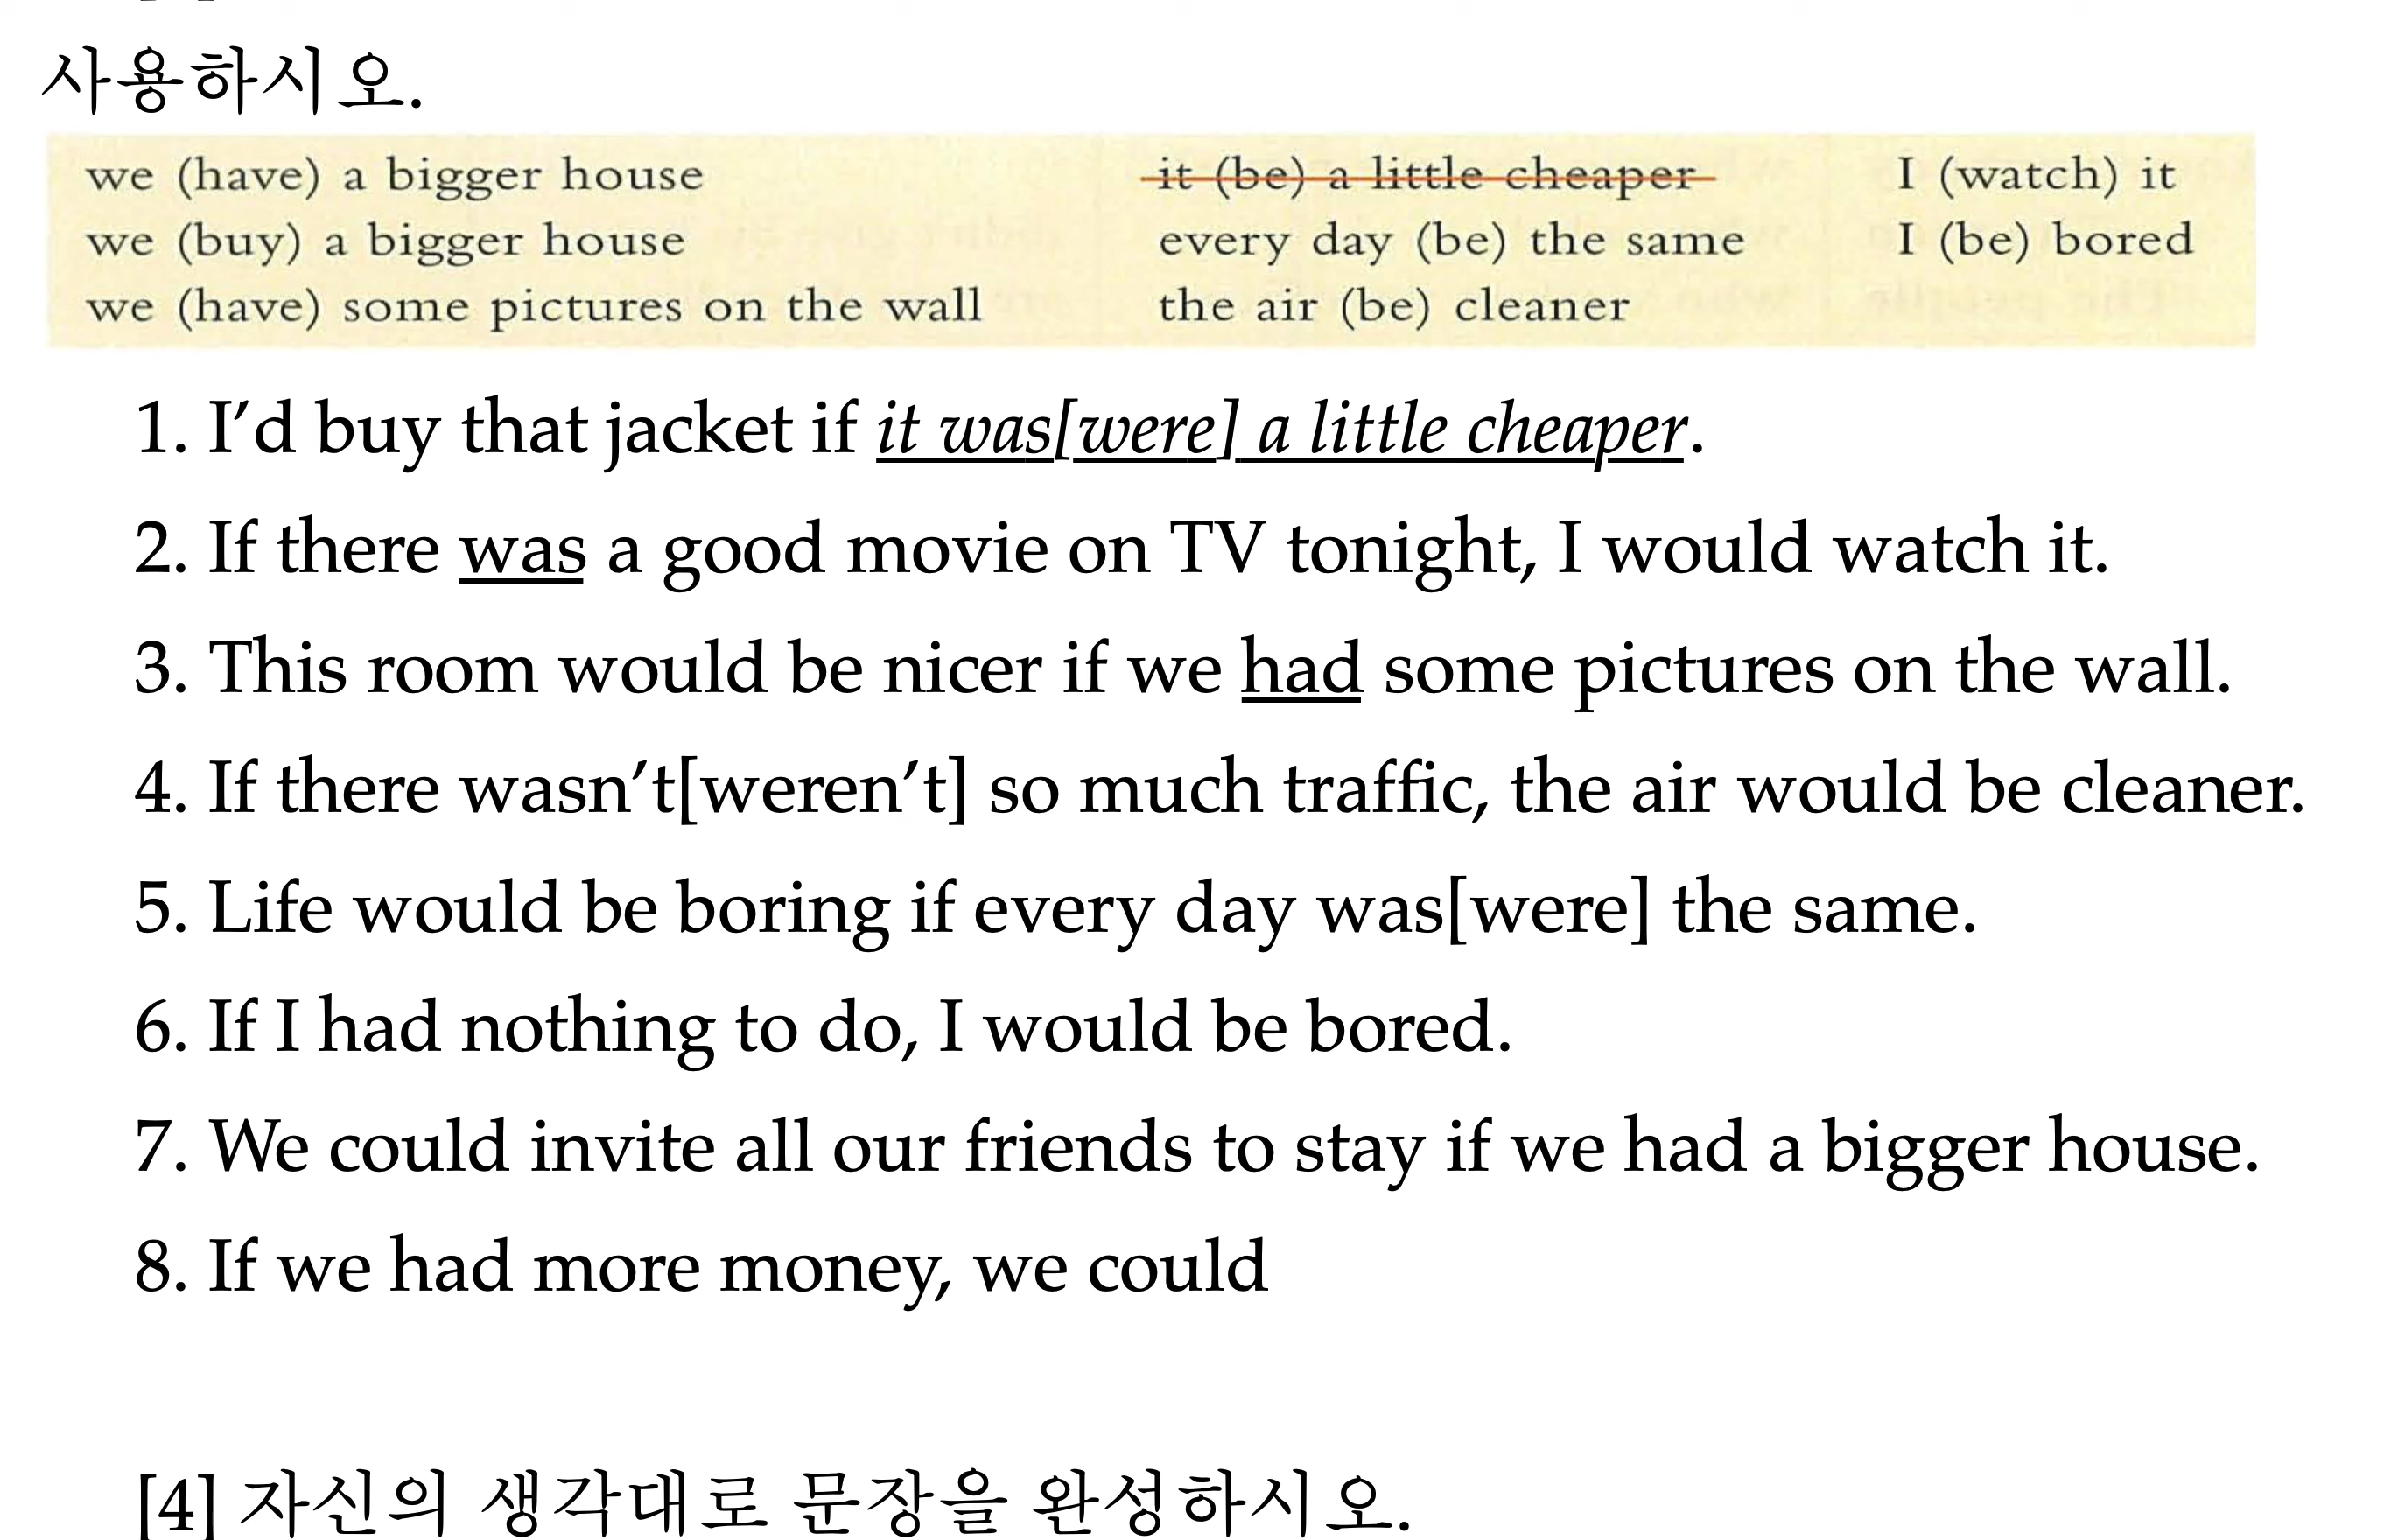 사용하시오.
we (have) a bigger house it (be) a little cheaper I (watch) it
we (buy) a bigger house every day (be) the same I (be) bored
we (have) some pictures on the wall the air (be) cleaner
1. I’d buy that jacket if it was[were] a little cheaper.
2. If there was a good movie on TV tonight, I would watch it.
3. This room would be nicer if we had some pictures on the wall.
4. If there wasn’t[weren’t] so much traffic, the air would be cleaner.
5. Life would be boring if every day was[were] the same.
6. If I had nothing to do, I would be bored.
7. We could invite all our friends to stay if we had a bigger house.
8. If we had more money, we could
[4] 자신의 생각대로 문장을 완성하시오.